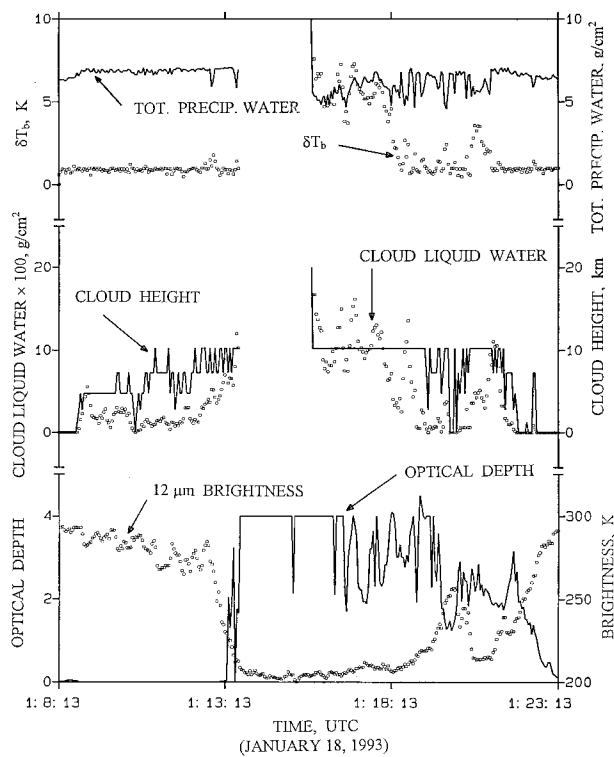 10
5
0
δT_b, K
TOT. PRECIP. WATER
δT_b
10
5
0
TOT. PRECIP. WATER, g/cm²
20
10
0
CLOUD LIQUID WATER × 100, g/cm²
CLOUD HEIGHT
CLOUD LIQUID WATER
20
10
0
CLOUD HEIGHT, km
4
2
0
OPTICAL DEPTH
12 μm BRIGHTNESS
OPTICAL DEPTH
300
250
200
BRIGHTNESS, K
1: 8: 13
1: 13: 13
1: 18: 13
1: 23: 13
TIME, UTC
(JANUARY 18, 1993)